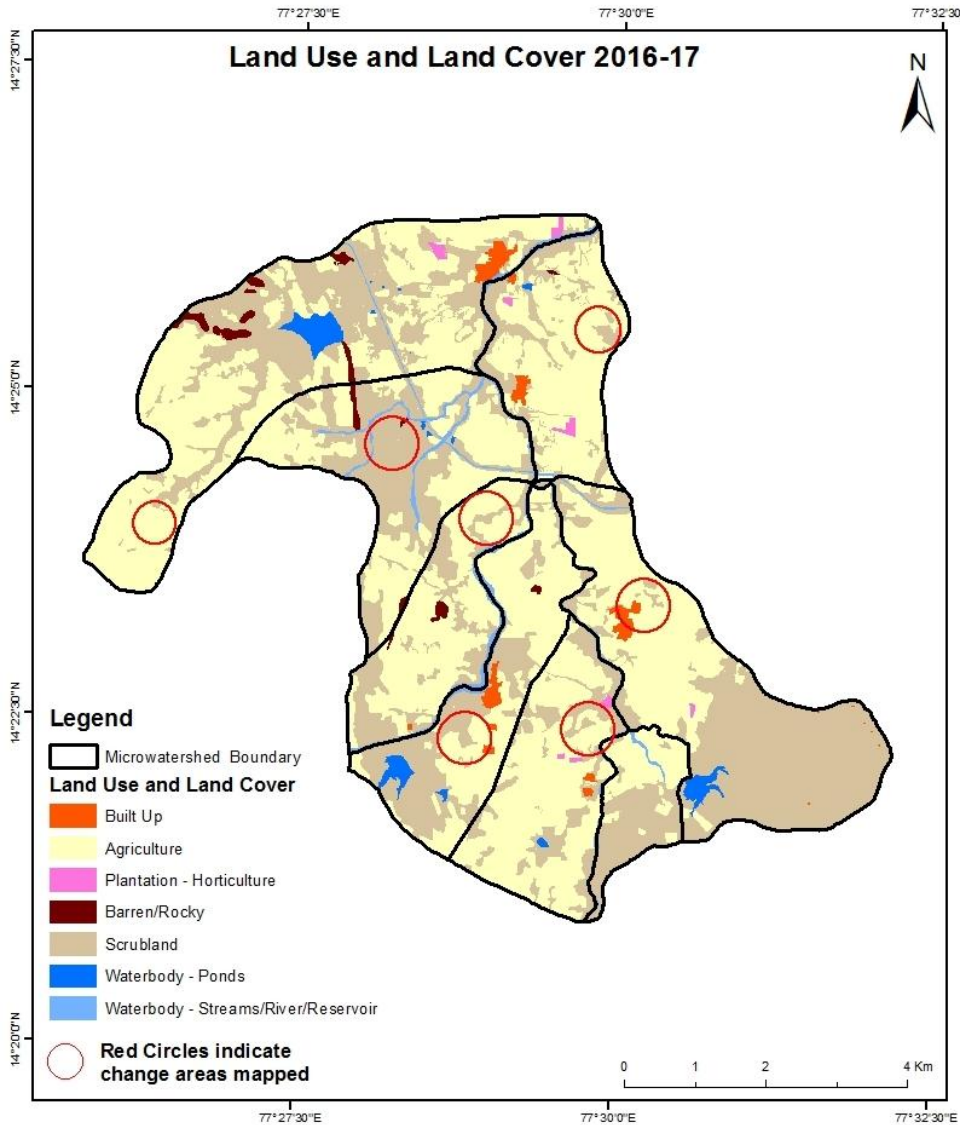 77°27'30"E
77°30'0"E
77°32'30
14°27'30"N
Land Use and Land Cover 2016-17
N
14°25'0"N
14°22'30"N
Legend
Microwatershed Boundary
Land Use and Land Cover
Built Up
Agriculture
Plantation - Horticulture
Barren/Rocky
Scrubland
Waterbody - Ponds
Waterbody - Streams/River/Reservoir
14°20'0"N
Red Circles indicate
change areas mapped
0 1 2 4 Km
77°27'30"E
77°30'0"E
77°32'30"E